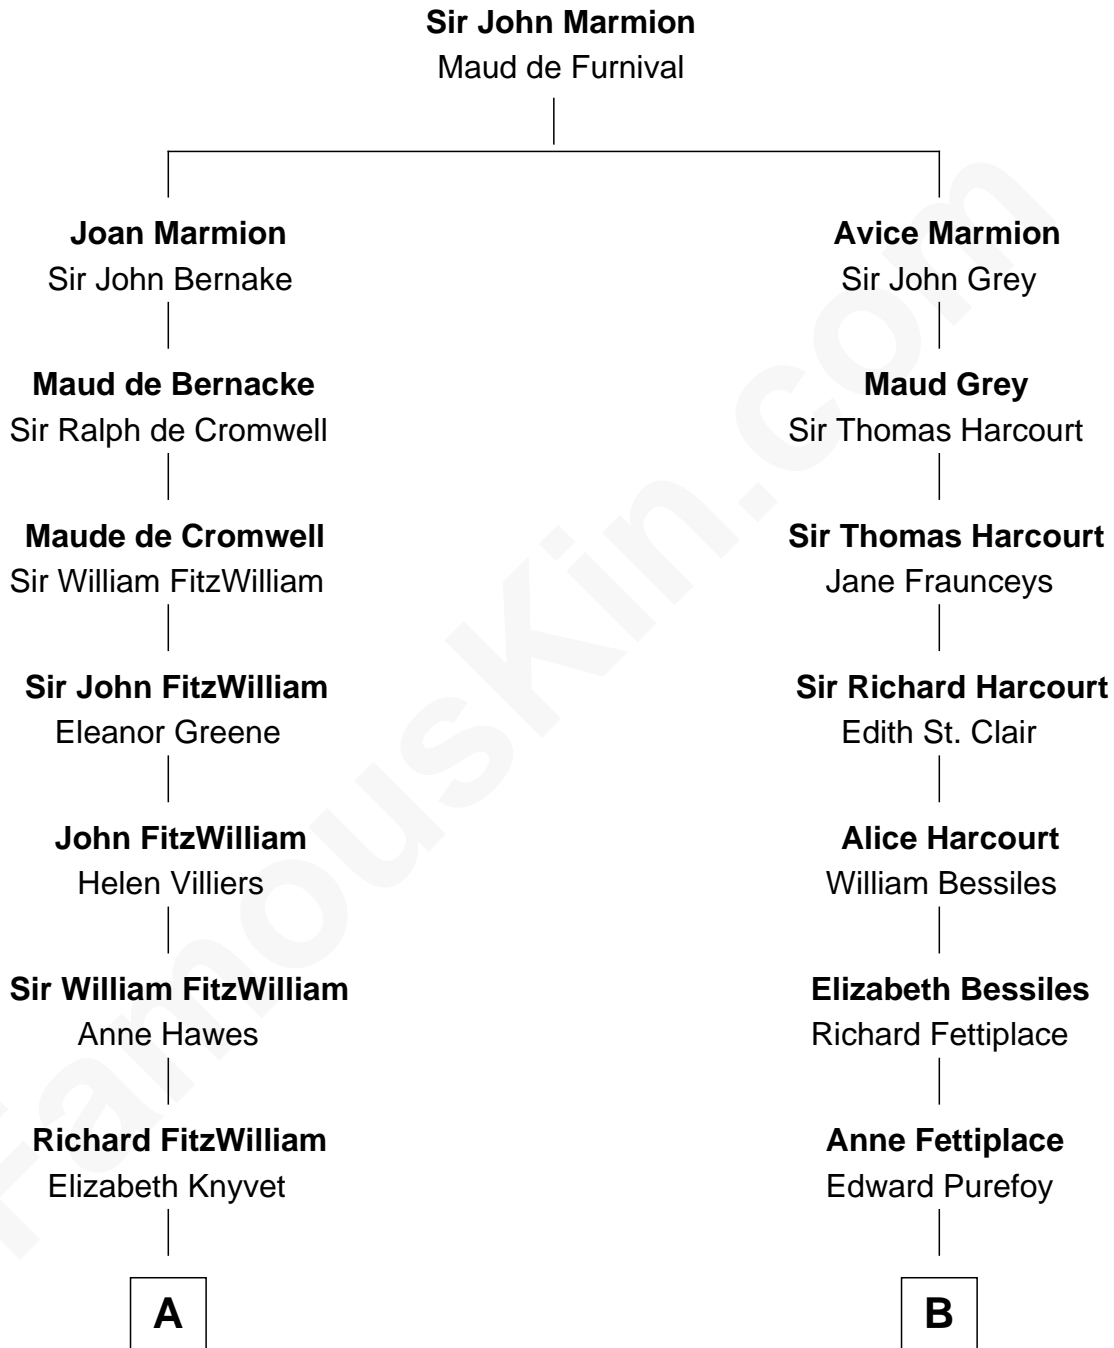 Sir John Marmion
Maud de Furnival
Joan Marmion
Sir John Bernake
Avice Marmion
Sir John Grey
Maud de Bernacke
Sir Ralph de Cromwell
Maud Grey
Sir Thomas Harcourt
Maude de Cromwell
Sir William FitzWilliam
Sir Thomas Harcourt
Jane Fraunceys
Sir John FitzWilliam
Eleanor Greene
Sir Richard Harcourt
Edith St. Clair
John FitzWilliam
Helen Villiers
Alice Harcourt
William Bessiles
Sir William FitzWilliam
Anne Hawes
Elizabeth Bessiles
Richard Fettiplace
Richard FitzWilliam
Elizabeth Knyvet
Anne Fettiplace
Edward Purefoy
A
B
FamousKin.com